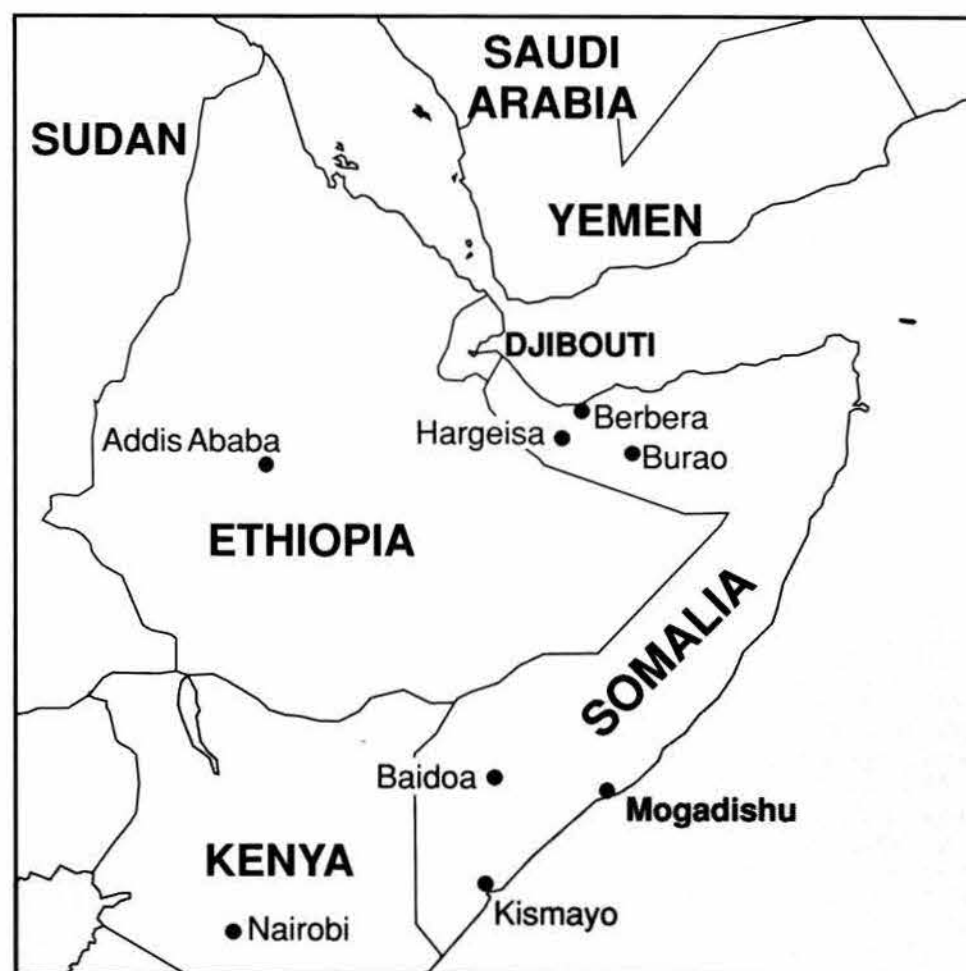 SAUDI
ARABIA
SUDAN
YEMEN
DJIBOUTI
Berbera
Hargeisa
Burao
Addis Ababa
ETHIOPIA
SOMALIA
Baidoa
Mogadishu
KENYA
Kismayo
Nairobi